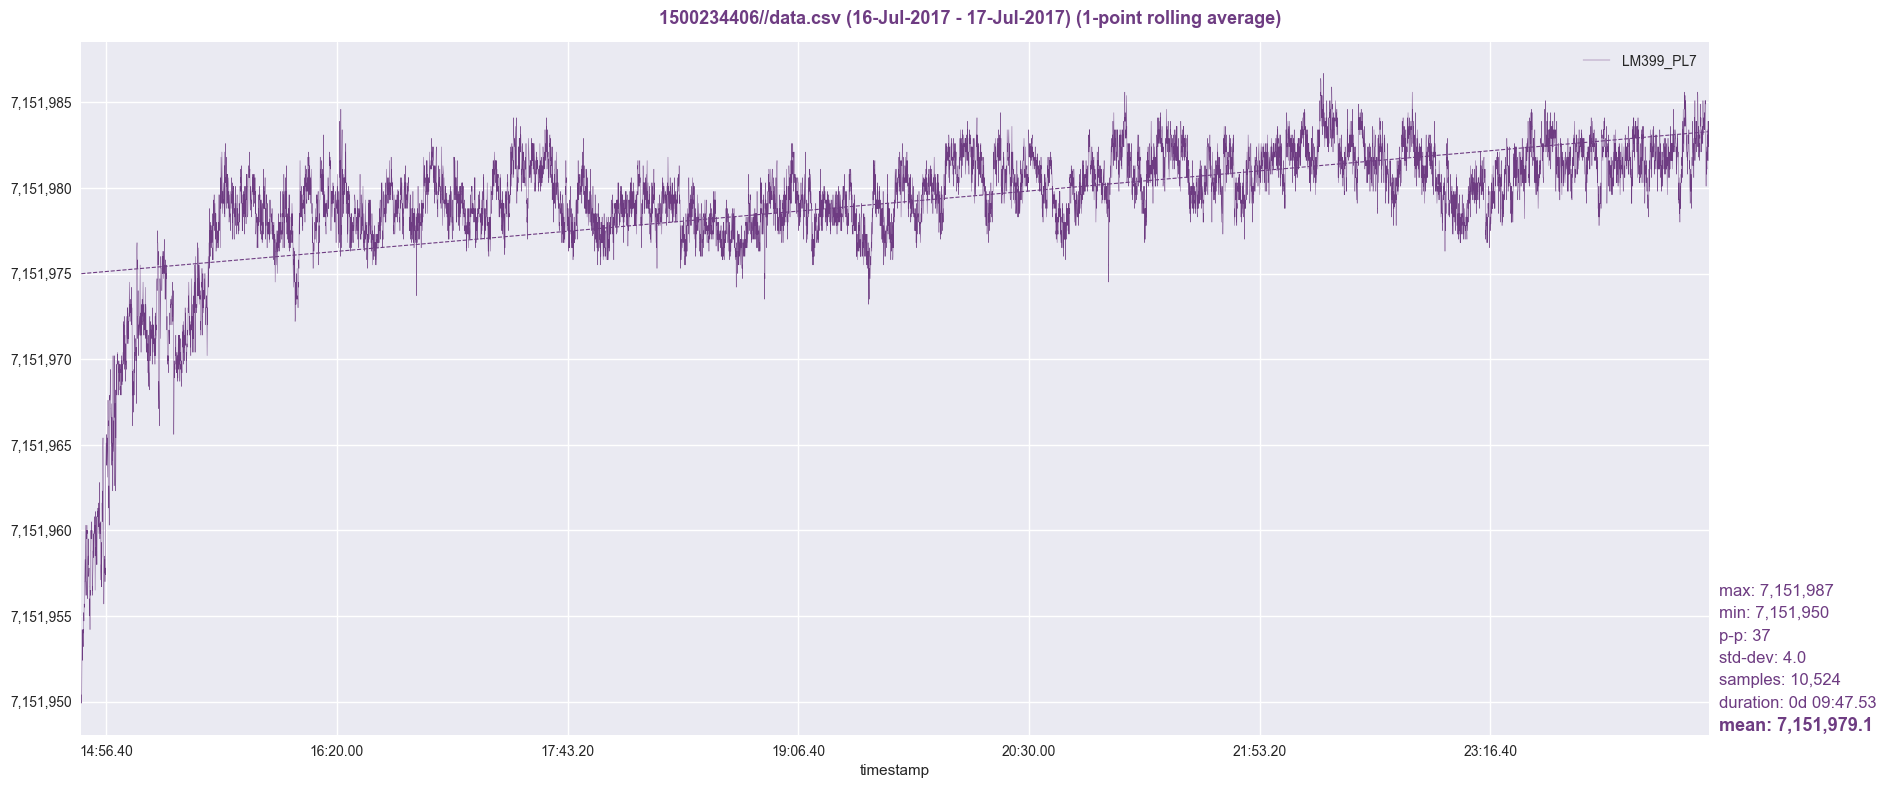 1500234406//data.csv (16-Jul-2017 - 17-Jul-2017) (1-point rolling average)
LM399_PL7
7,151,985
7,151,980
7,151,975
7,151,970
7,151,965
7,151,960
7,151,955
7,151,950
max: 7,151,987
min: 7,151,950
p-p: 37
std-dev: 4.0
samples: 10,524
duration: 0d 09:47.53
mean: 7,151,979.1
14:56.40 16:20.00 17:43.20 19:06.40 20:30.00 21:53.20 23:16.40
timestamp